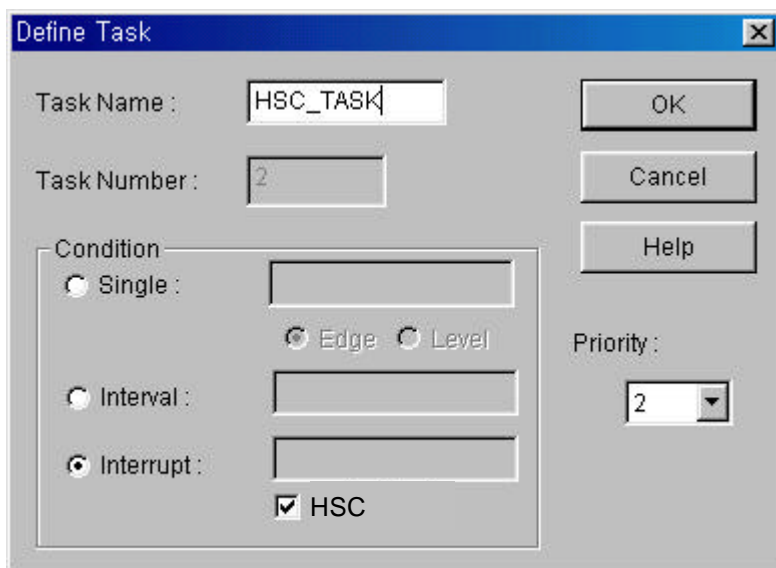 Define Task
Task Name : HSC_TASK
OK
Task Number : 2
Cancel
Help
Condition
Single :
Edge Level
Priority :
Interval :
2
Interrupt :
HSC